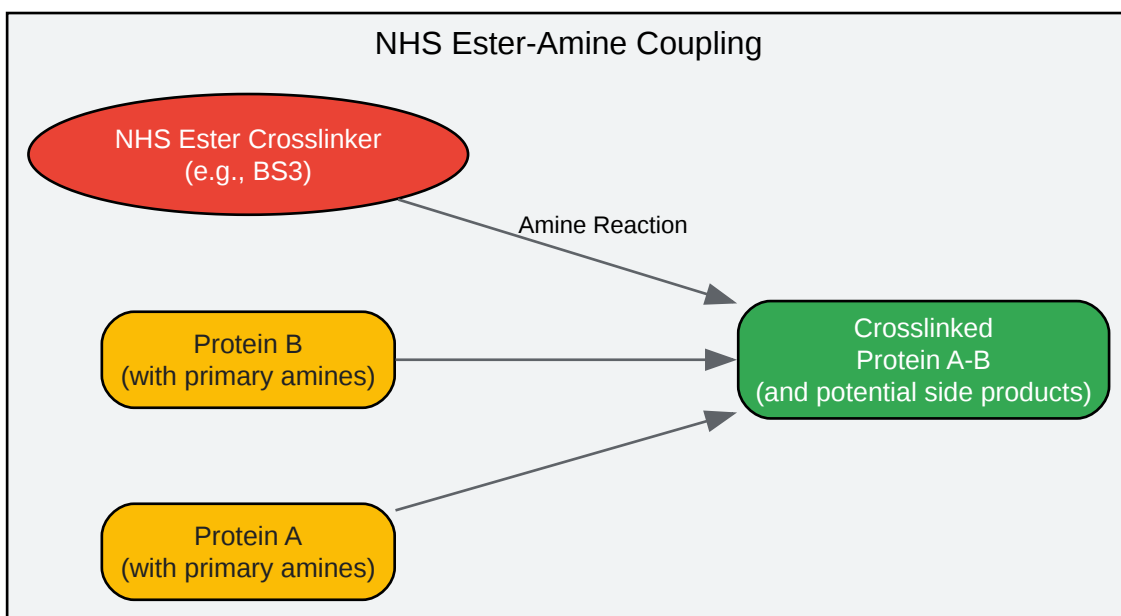 NHS Ester-Amine Coupling
NHS Ester Crosslinker
(e.g., BS3)
Amine Reaction
Protein B
(with primary amines)
Crosslinked
Protein A-B
(and potential side products)
Protein A
(with primary amines)